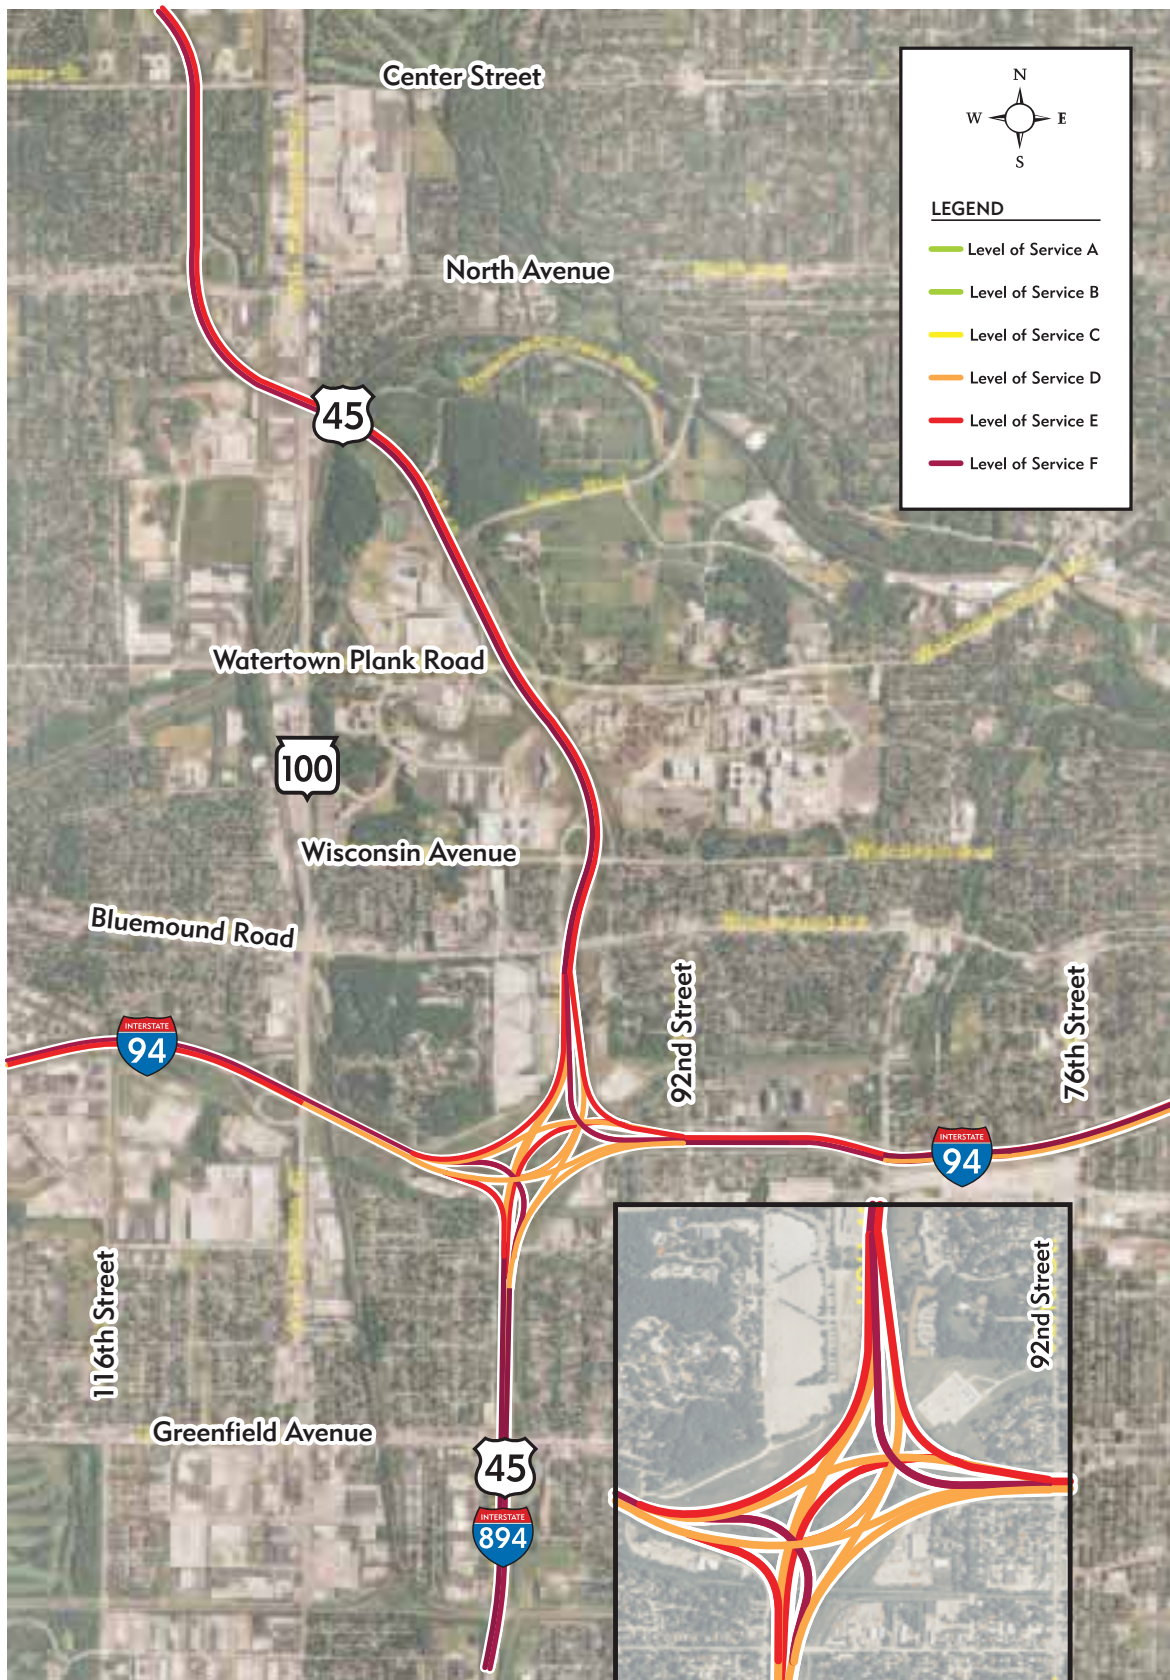 Center Street
N
W E
S
LEGEND
Level of Service A
Level of Service B
Level of Service C
Level of Service D
Level of Service E
Level of Service F
North Avenue
45
Watertown Plank Road
100
Wisconsin Avenue
Bluemound Road
92nd Street
76th Street
INTERSTATE
94
INTERSTATE
94
116th Street
92nd Street
Greenfield Avenue
45
INTERSTATE
894